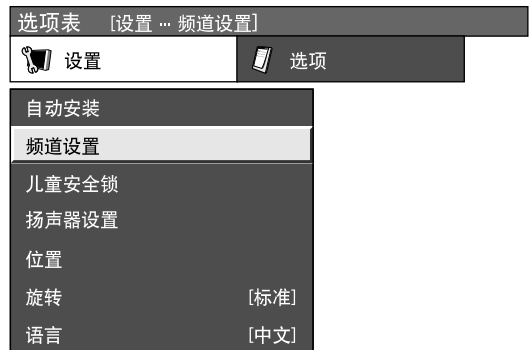 选项表 [设置 ... 频道设置]
设置 选项
自动安装
频道设置
儿童安全锁
扬声器设置
位置
旋转 [标准]
语言 [中文]